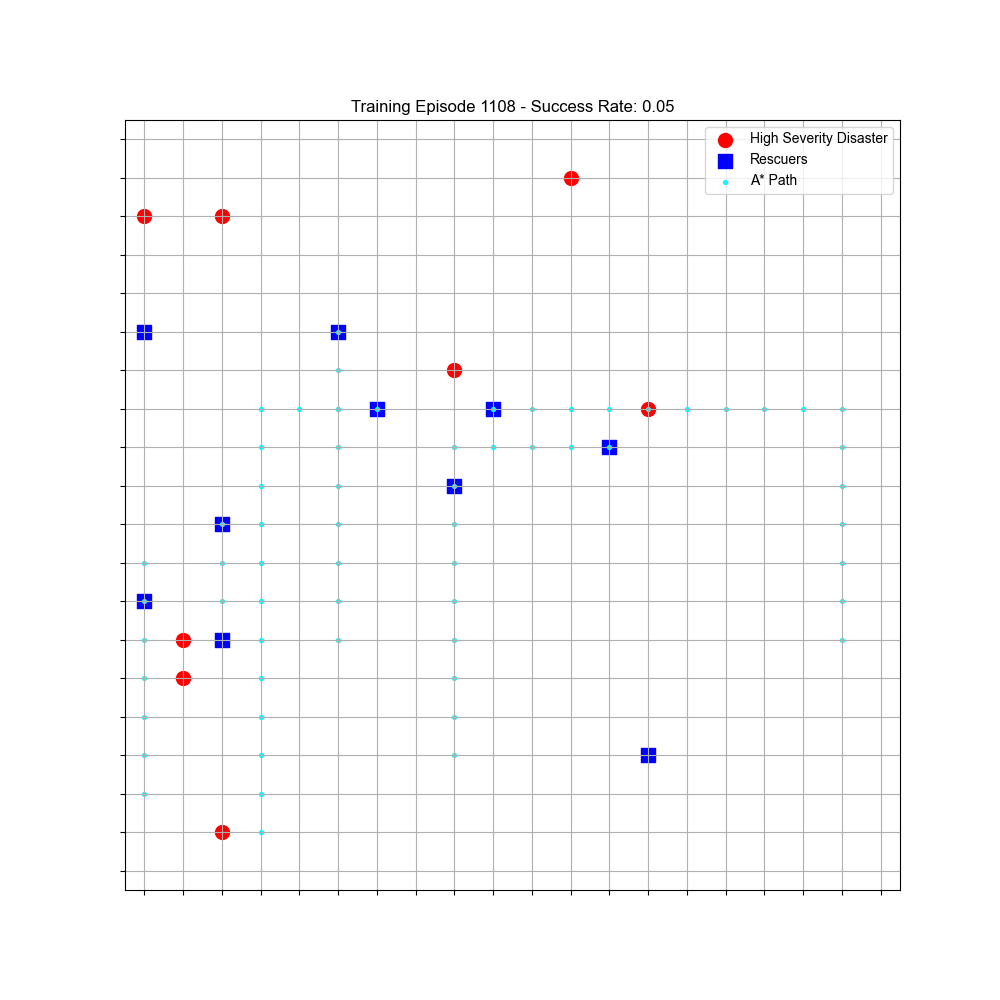 Training Episode 1108 - Success Rate: 0.05
High Severity Disaster
Rescuers
A* Path